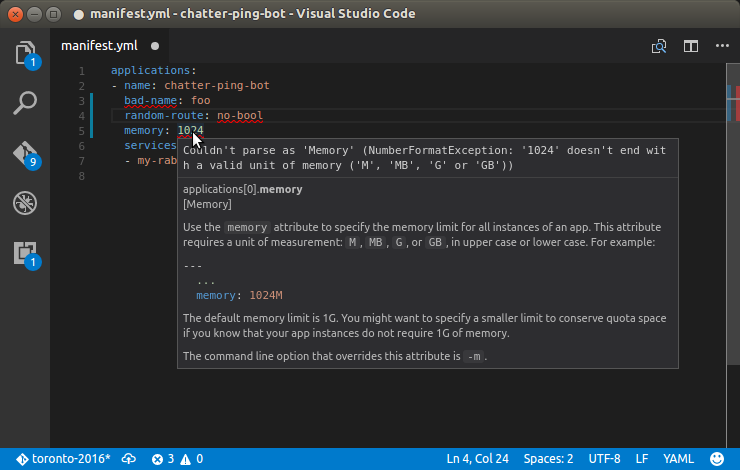 manifest.yml - chatter-ping-bot - Visual Studio Code
manifest.yml
1 applications:
2 - name: chatter-ping-bot
3 bad-name: foo
4 random-route: no-bool
5 memory: 1024
6 services
7 - my-rab
8
1
9
1
Couldn't parse as 'Memory' (NumberFormatException: '1024' doesn't end wit
h a valid unit of memory ('M', 'MB', 'G' or 'GB'))
applications[0].memory
[Memory]
Use the memory attribute to specify the memory limit for all instances of an app. This attribute
requires a unit of measurement: M, MB, G, or GB, in upper case or lower case. For example:
---
...
memory: 1024M
The default memory limit is 1G. You might want to specify a smaller limit to conserve quota space
if you know that your app instances do not require 1G of memory.
The command line option that overrides this attribute is -m.
toronto-2016* 3 0 Ln 4, Col 24 Spaces: 2 UTF-8 LF YAML